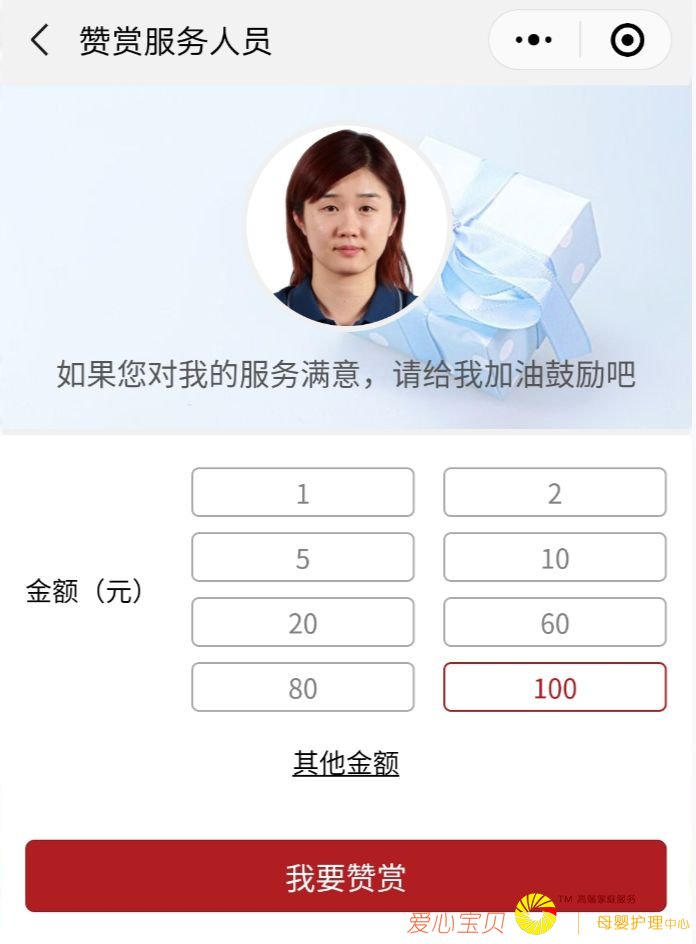 赞赏服务人员
如果您对我的服务满意，请给我加油鼓励吧
金额（元）
1
2
5
10
20
60
80
100
其他金额
我要赞赏
爱心宝贝
TM 高端家庭服务
母婴护理中心